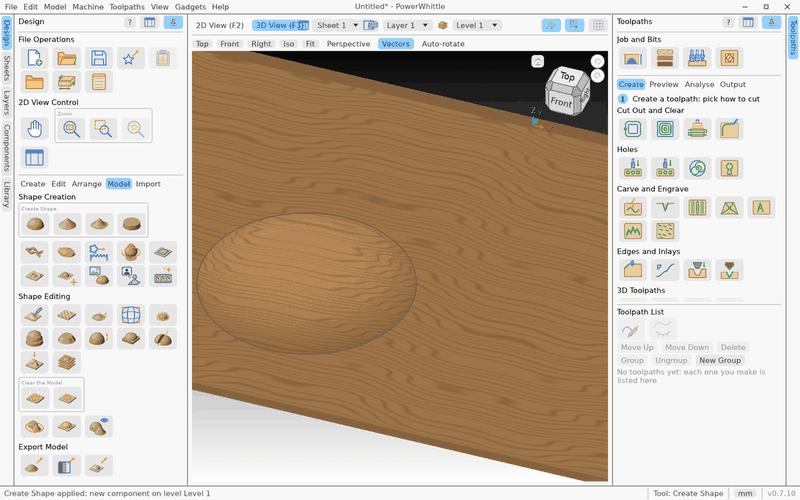 Untitled* - PowerWhittle
File Edit Model Machine Toolpaths View Gadgets Help
Design
?
2D View (F2)
3D View (F3)
Sheet 1
Layer 1
Level 1
Toolpaths
?
Top Front Right Iso Fit Perspective Vectors Auto-rotate
Design
Sheets
Layers
Components
Library
File Operations
2D View Control
Zoom
Create Edit Arrange Model Import
Shape Creation
Create Shape
Shape Editing
Clear the Model
Export Model
Top
Front
Right
Z
Y
Job and Bits
Create Preview Analyse Output
1 Create a toolpath: pick how to cut
Cut Out and Clear
Holes
Carve and Engrave
A
Edges and Inlays
3D Toolpaths
Toolpath List
Move Up Move Down Delete
Group Ungroup New Group
No toolpaths yet: each one you make is
listed here
Toolpaths
Create Shape applied: new component on level Level 1
Tool: Create Shape
mm
v0.7.10